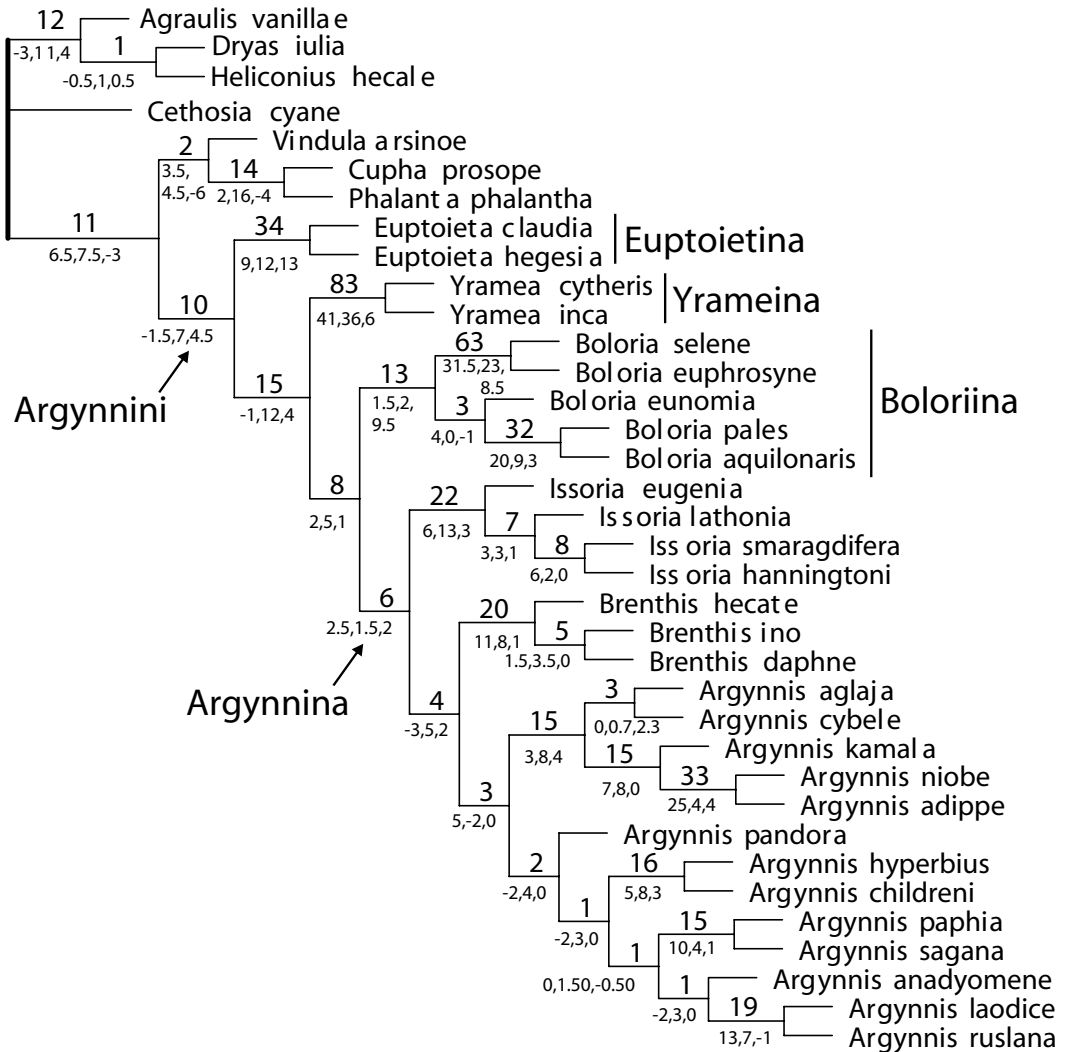 12
Agraulis vanillae
-3,11,4
1
Dryas iulia
-0.5,1,0.5
Heliconius hecale
Cethosia cyane
2
Vindula arsinoe
3.5,
4.5,-6
14
Cupha prosope
2,16,-4
Phalanta phalantha
11
6.5,7.5,-3
34
Euptoieta claudia
9,12,13
Euptoieta hegesia
Euptoietina
83
Yramea cytheris
41,36,6
Yramea inca
Yrameina
10
-1.5,7,4.5
Argynnini
15
-1,12,4
63
Boloria selene
31.5,23,
8.5
Boloria euphrosyne
13
1.5,2,
9.5
3
Boloria eunomia
4,0,-1
32
Boloria pales
20,9,3
Boloria aquilonaris
Boloriina
8
2,5,1
22
Issoria eugenia
6,13,3
7
Issoria lathonia
3,3,1
8
Issoria smaragdifera
6,2,0
Issoria hanningtoni
6
2.5,1.5,2
Argynnina
20
Brenthis hecate
11,8,1
5
Brenthis ino
1.5,3.5,0
Brenthis daphne
4
-3,5,2
3
Argynnis aglaja
0,0.7,2.3
Argynnis cybele
15
3,8,4
15
Argynnis kamala
7,8,0
33
Argynnis niobe
25,4,4
Argynnis adippe
3
5,-2,0
Argynnis pandora
2
-2,4,0
16
Argynnis hyperbius
5,8,3
Argynnis childreni
1
-2,3,0
15
Argynnis paphia
10,4,1
Argynnis sagana
1
0,1.50,-0.50
1
Argynnis anadyomene
-2,3,0
19
Argynnis laodice
13,7,-1
Argynnis ruslana